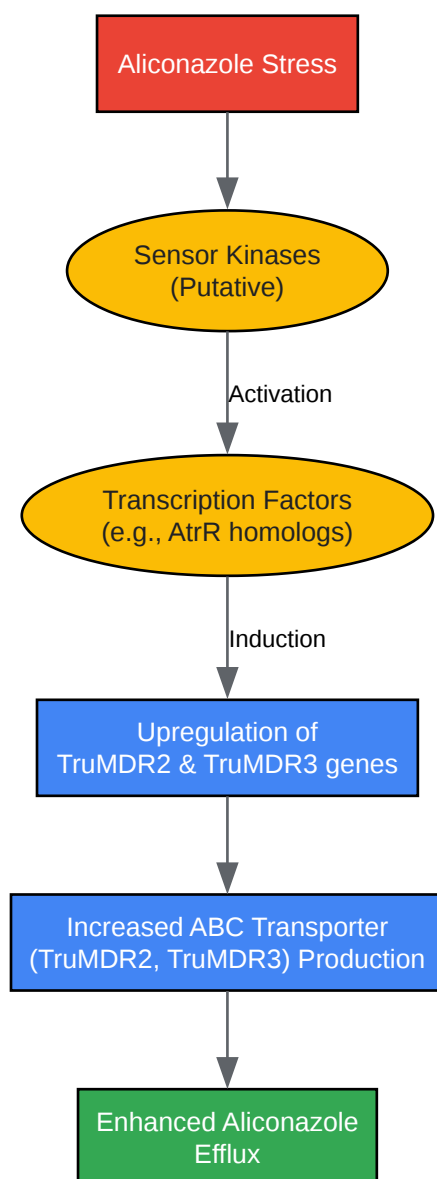 Aliconazole Stress
Sensor Kinases
(Putative)
Activation
Transcription Factors
(e.g., AtrR homologs)
Induction
Upregulation of
TruMDR2 & TruMDR3 genes
Increased ABC Transporter
(TruMDR2, TruMDR3) Production
Enhanced Aliconazole
Efflux